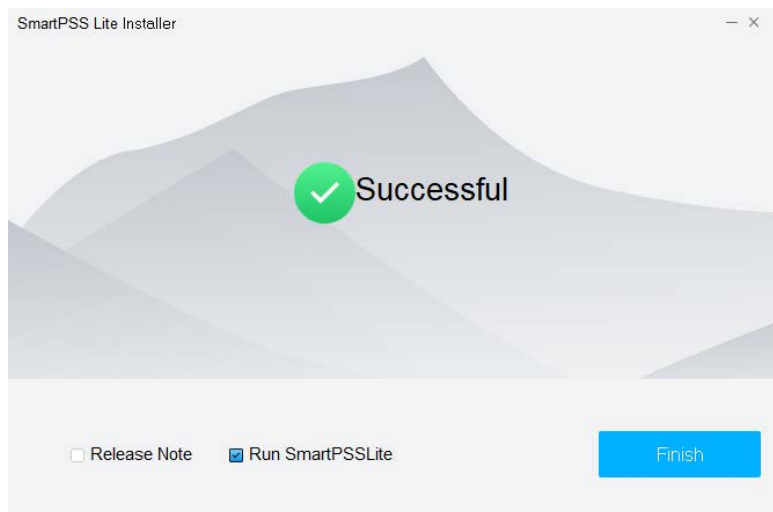 SmartPSS Lite Installer
Successful
Release Note
Run SmartPSSLite
Finish